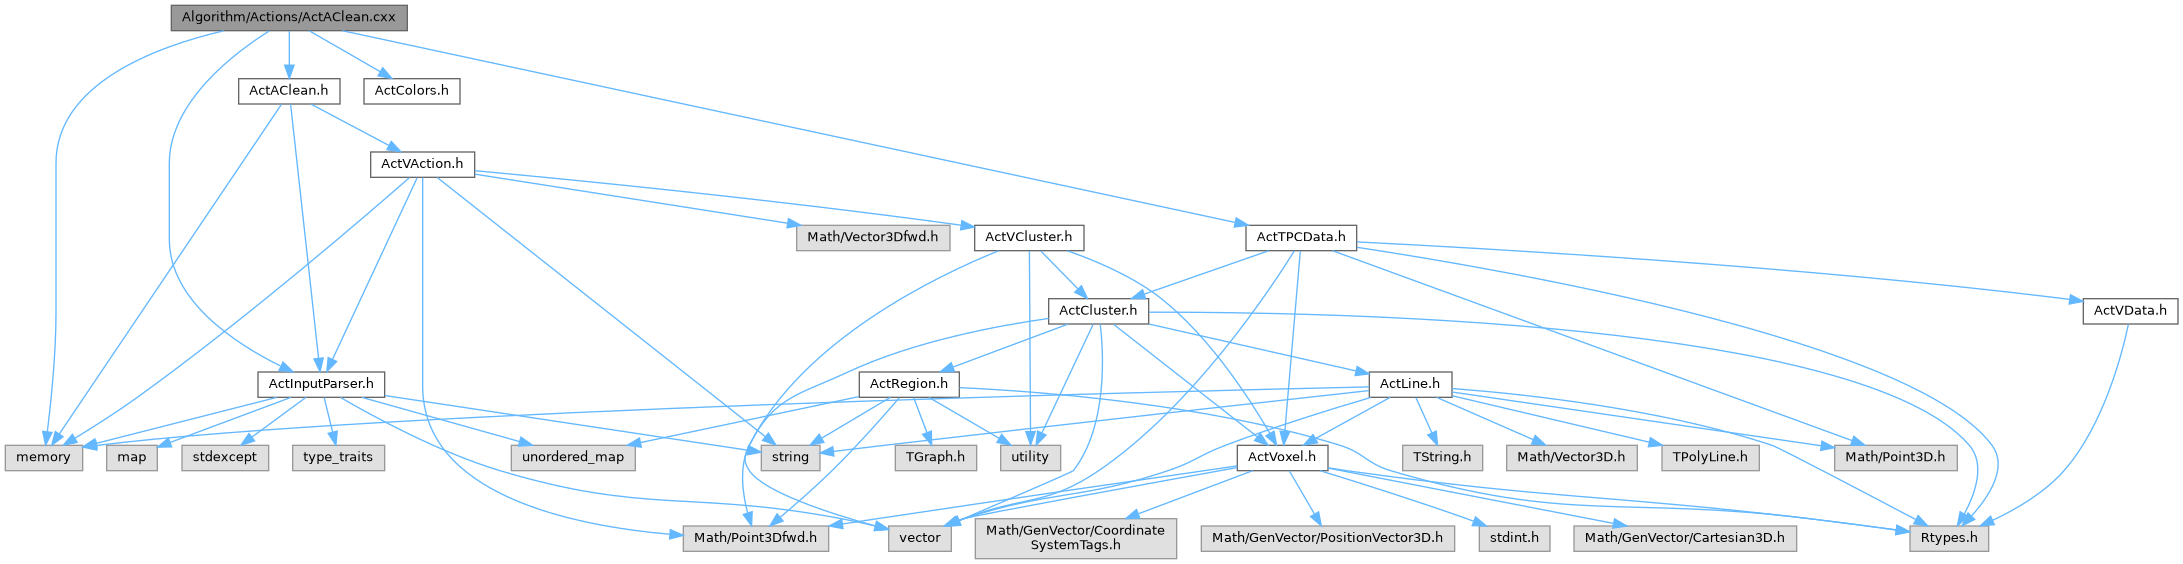 Algorithm/Actions/ActAClean.cxx
ActAClean.h
ActColors.h
ActVAction.h
Math/Vector3Dfwd.h
ActVCluster.h
ActTPCData.h
ActCluster.h
ActVData.h
ActInputParser.h
ActRegion.h
ActLine.h
memory
map
stdexcept
type_traits
unordered_map
string
TGraph.h
utility
ActVoxel.h
TString.h
Math/Vector3D.h
TPolyLine.h
Math/Point3D.h
Math/Point3Dfwd.h
vector
Math/GenVector/Coordinate
SystemTags.h
Math/GenVector/PositionVector3D.h
stdint.h
Math/GenVector/Cartesian3D.h
Rtypes.h